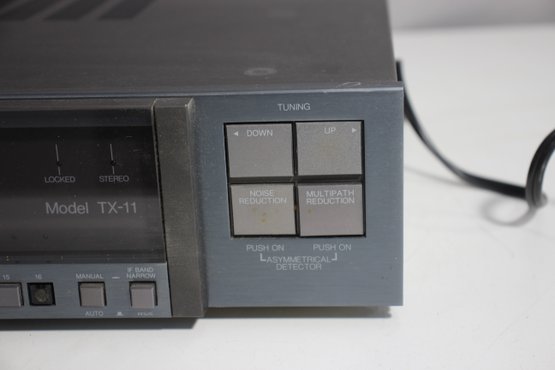 TUNING
◄ DOWN
UP ►
NOISE
REDUCTION
MULTIPATH
REDUCTION
PUSH ON
PUSH ON
ASYMMETRICAL
DETECTOR
LOCKED
STEREO
Model TX-11
15
16
MANUAL
IF BAND
NARROW
AUTO